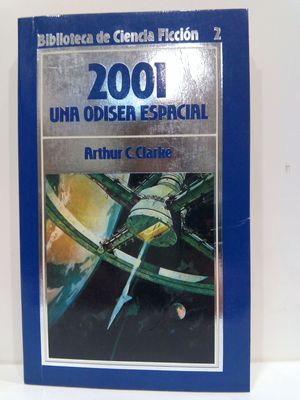 Biblioteca de Ciencia Ficción 2
2001
UNA ODISEA ESPACIAL
Arthur C. Clarke